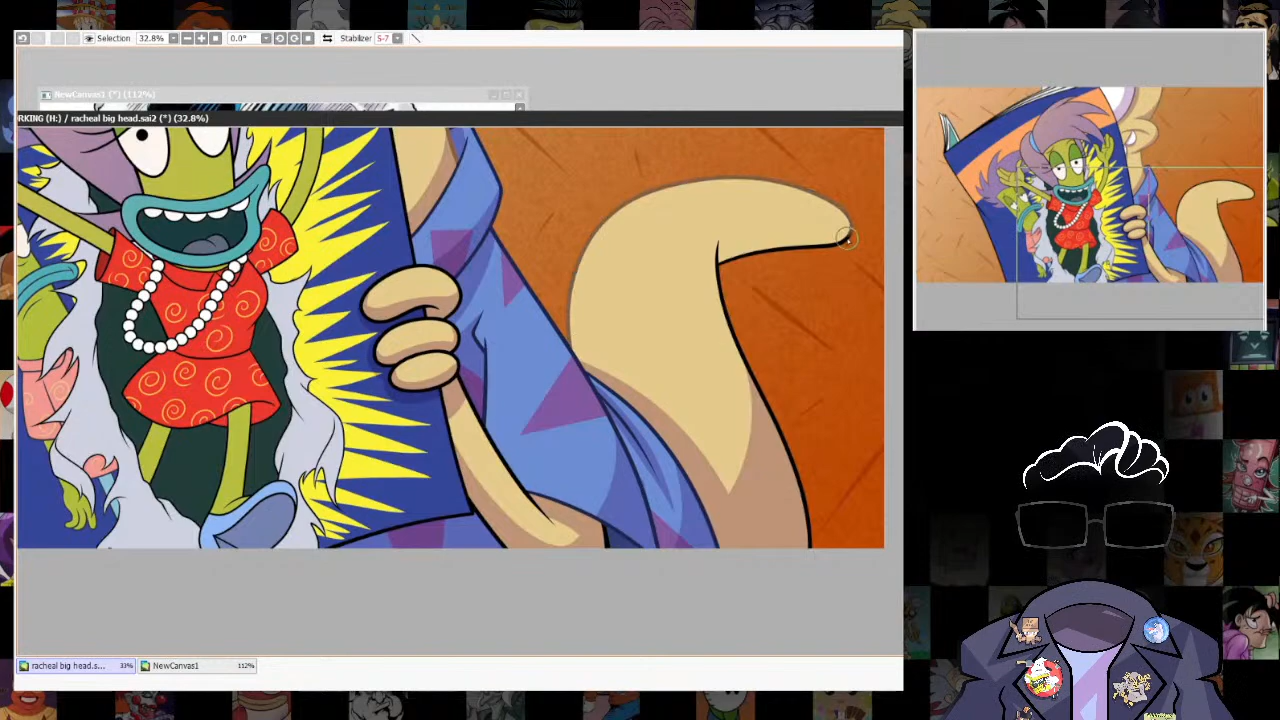 Selection 32.8% 0.0° Stabilizer S-7
NewCanvas1 (*) (112%)
RKING (H:) / racheal big head.sai2 (*) (32.8%)
racheal big head.s... 33% NewCanvas1 112%